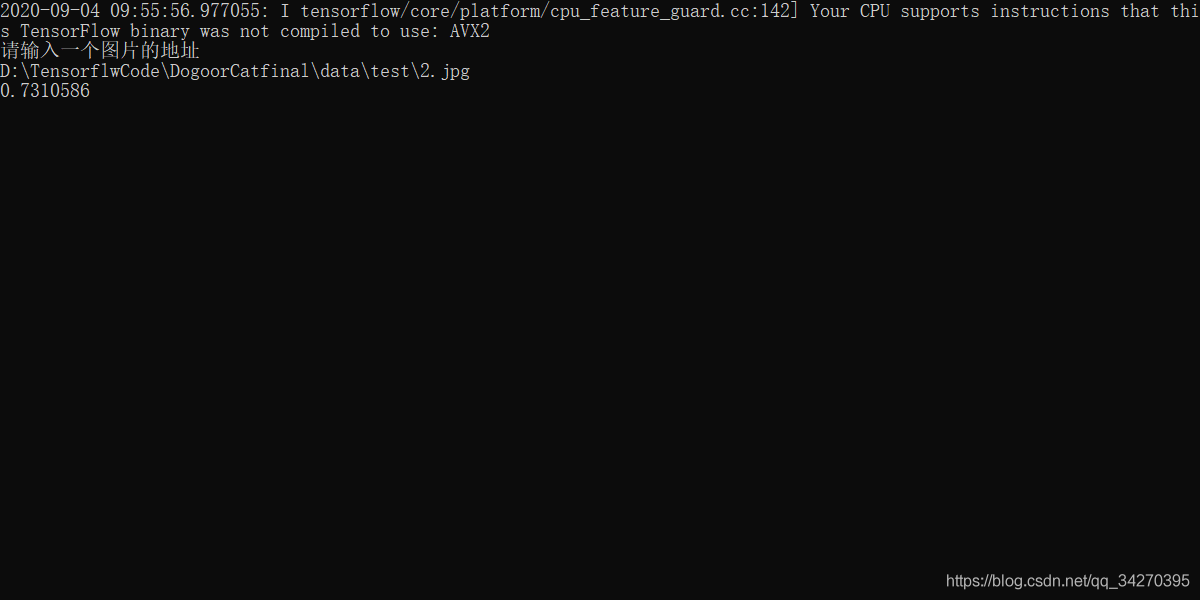 2020-09-04 09:55:56.977055: I tensorflow/core/platform/cpu_feature_guard.cc:142] Your CPU supports instructions that thi
s TensorFlow binary was not compiled to use: AVX2
请输入一个图片的地址
D:\TensorflwCode\DogoorCatfinal\data\test\2.jpg
0.7310586
https://blog.csdn.net/qq_34270395